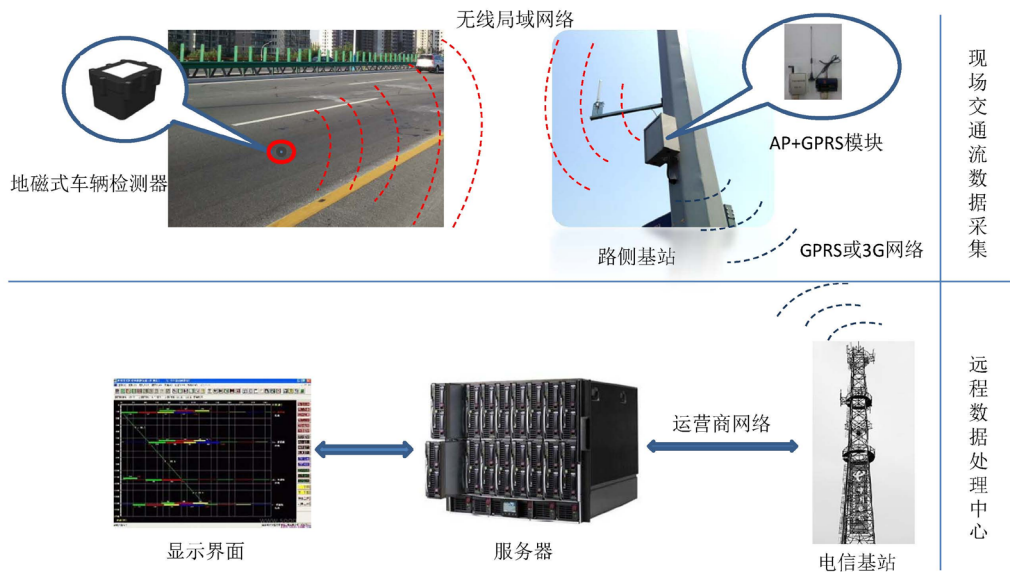 无线局域网络
地磁式车辆检测器
AP+GPRS模块
路侧基站
GPRS或3G网络
现场交通流数据采集
运营商网络
显示界面
服务器
电信基站
远程数据处理中心